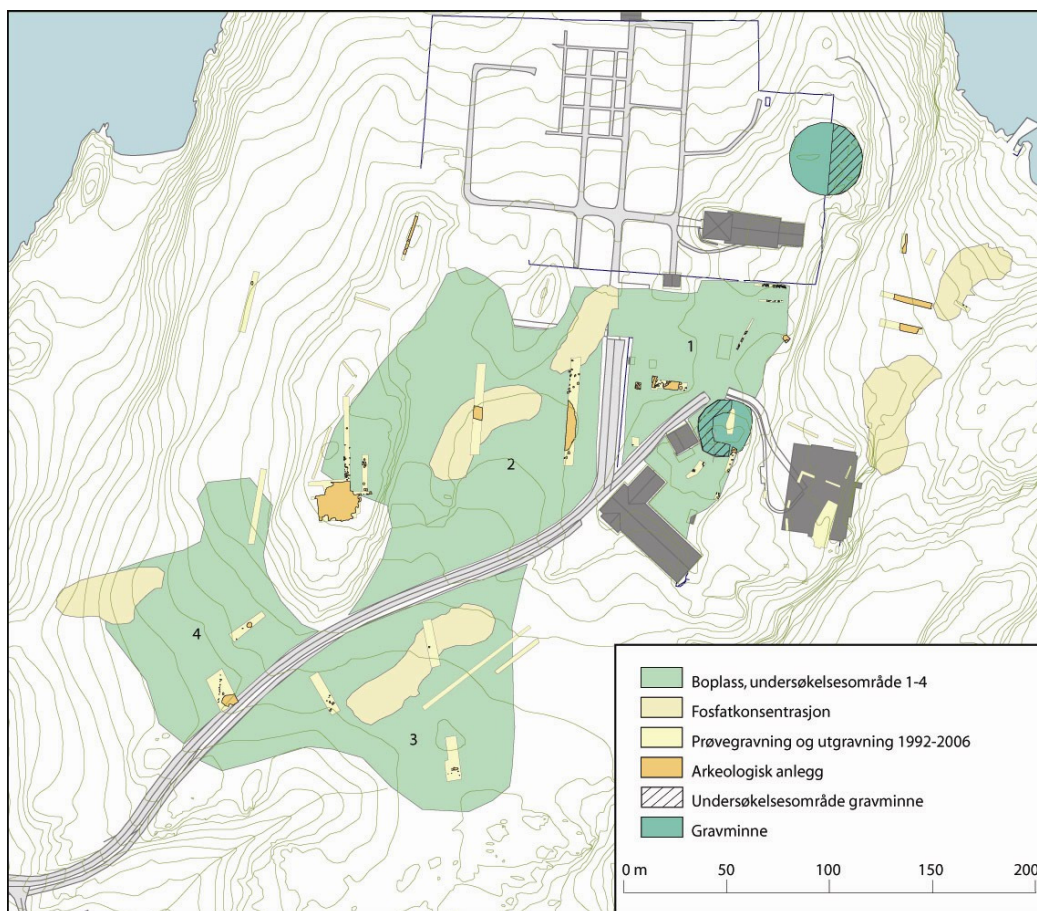 1
2
4
3
Boplass, undersøkelsesområde 1-4
Fosfatkonsentrasjon
Prøvegravning og utgravning 1992-2006
Arkeologisk anlegg
Undersøkelsesområde gravminne
Gravminne
0 m 50 100 150 200